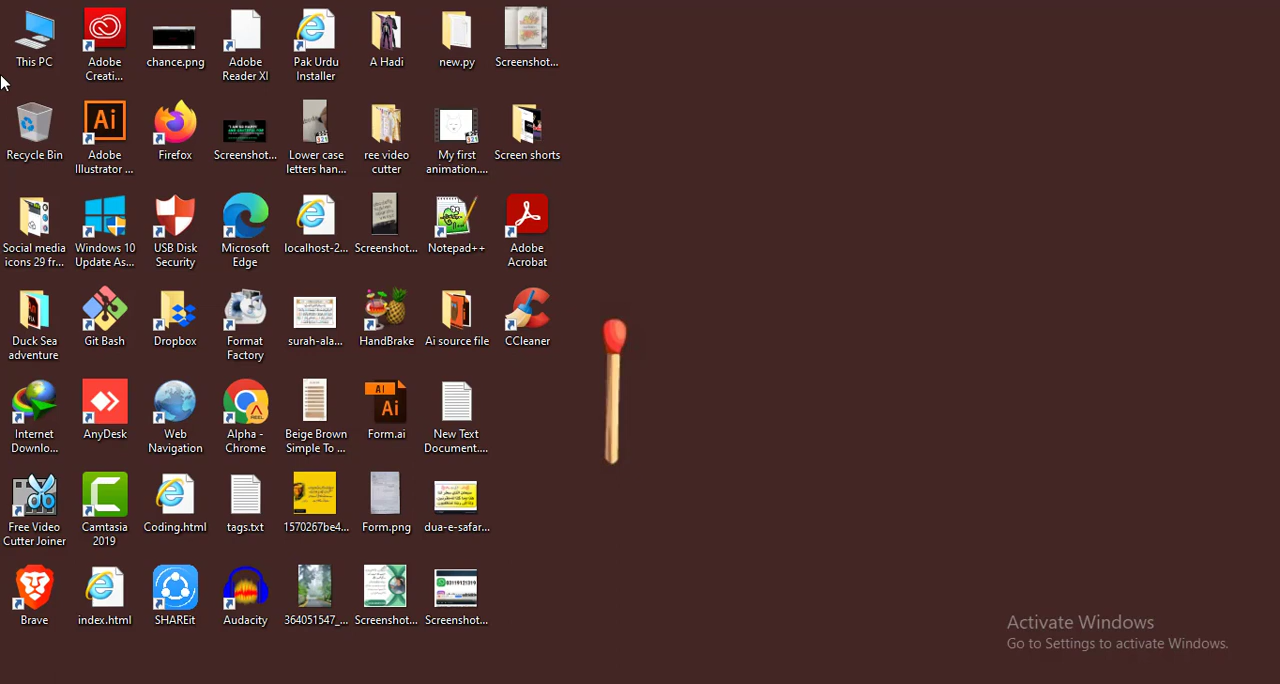 This PC
Adobe
Creati...
chance.png
Adobe
Reader XI
Pak Urdu
Installer
A Hadi
new.py
Screenshot...
Recycle Bin
Adobe
Illustrator ...
Firefox
Screenshot...
Lower case
letters han...
ree video
cutter
My first
animation....
Screen shorts
Social media
icons 29 fr...
Windows 10
Update As...
USB Disk
Security
Microsoft
Edge
localhost-2...
Screenshot...
Notepad++
Adobe
Acrobat
Duck Sea
adventure
Git Bash
Dropbox
Format
Factory
surah-ala...
HandBrake
Ai source file
CCleaner
Internet
Downlo...
AnyDesk
Web
Navigation
Alpha -
Chrome
Beige Brown
Simple To ...
Form.ai
New Text
Document....
Free Video
Cutter Joiner
Camtasia
2019
Coding.html
tags.txt
1570267be4...
Form.png
dua-e-safar...
Brave
index.html
SHAREit
Audacity
364051547_...
Screenshot...
Screenshot...
Activate Windows
Go to Settings to activate Windows.